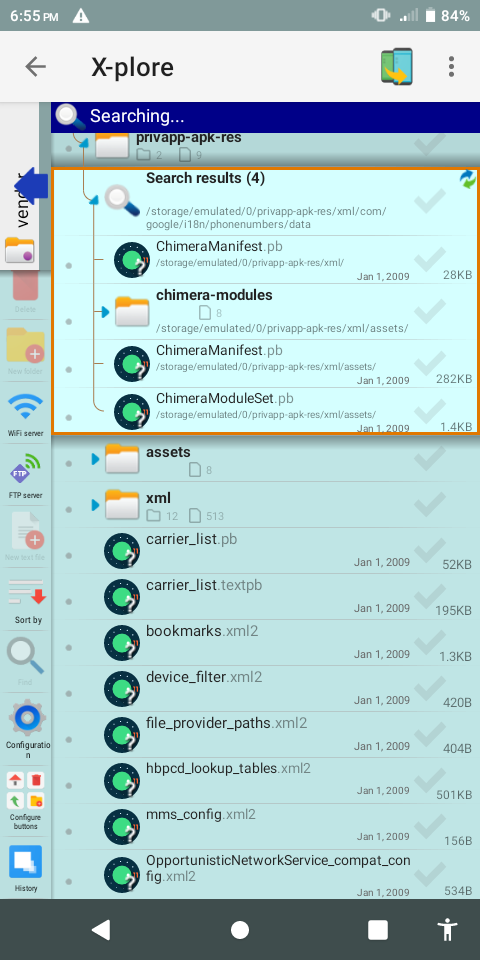 6:55 PM
84%
X-plore
Searching...
privapp-apk-res
2 9
Search results (4)
/storage/emulated/0/privapp-apk-res/xml/com/
google/i18n/phonenumbers/data
ChimeraManifest.pb
/storage/emulated/0/privapp-apk-res/xml/
Jan 1, 2009 28KB
chimera-modules
8
/storage/emulated/0/privapp-apk-res/xml/assets/
ChimeraManifest.pb
/storage/emulated/0/privapp-apk-res/xml/assets/
Jan 1, 2009 282KB
ChimeraModuleSet.pb
/storage/emulated/0/privapp-apk-res/xml/assets/
Jan 1, 2009 1.4KB
assets
8
xml
12 513
carrier_list.pb
Jan 1, 2009 52KB
carrier_list.textpb
Jan 1, 2009 195KB
bookmarks.xml2
Jan 1, 2009 1.3KB
device_filter.xml2
Jan 1, 2009 420B
file_provider_paths.xml2
Jan 1, 2009 404B
hbpcd_lookup_tables.xml2
Jan 1, 2009 501KB
mms_config.xml2
Jan 1, 2009 156B
OpportunisticNetworkService_compat_con
fig.xml2
Jan 1, 2009 534B
Delete
New folder
WiFi server
FTP
FTP server
New text file
Sort by
Find
Configuratio
n
Configure
buttons
History